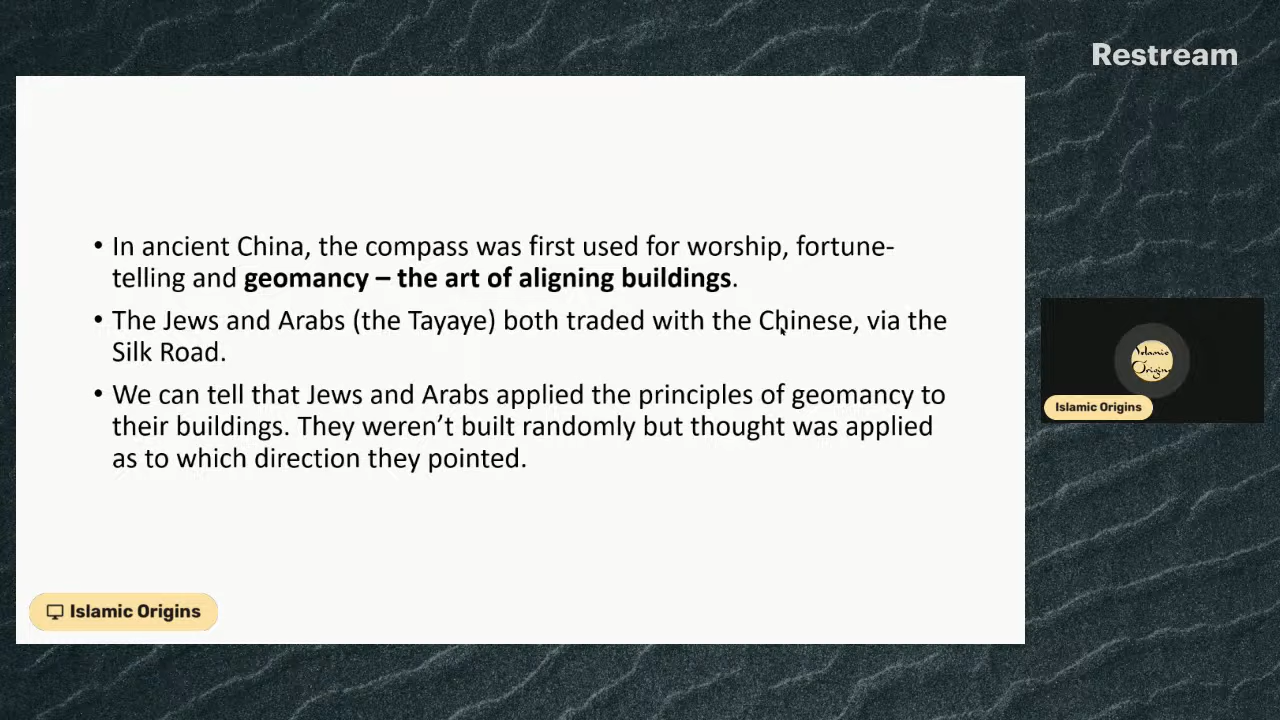 Restream
• In ancient China, the compass was first used for worship, fortune-
telling and geomancy – the art of aligning buildings.
• The Jews and Arabs (the Tayaye) both traded with the Chinese, via the
Silk Road.
• We can tell that Jews and Arabs applied the principles of geomancy to
their buildings. They weren’t built randomly but thought was applied
as to which direction they pointed.
Islamic
Origins
Islamic Origins
Islamic Origins